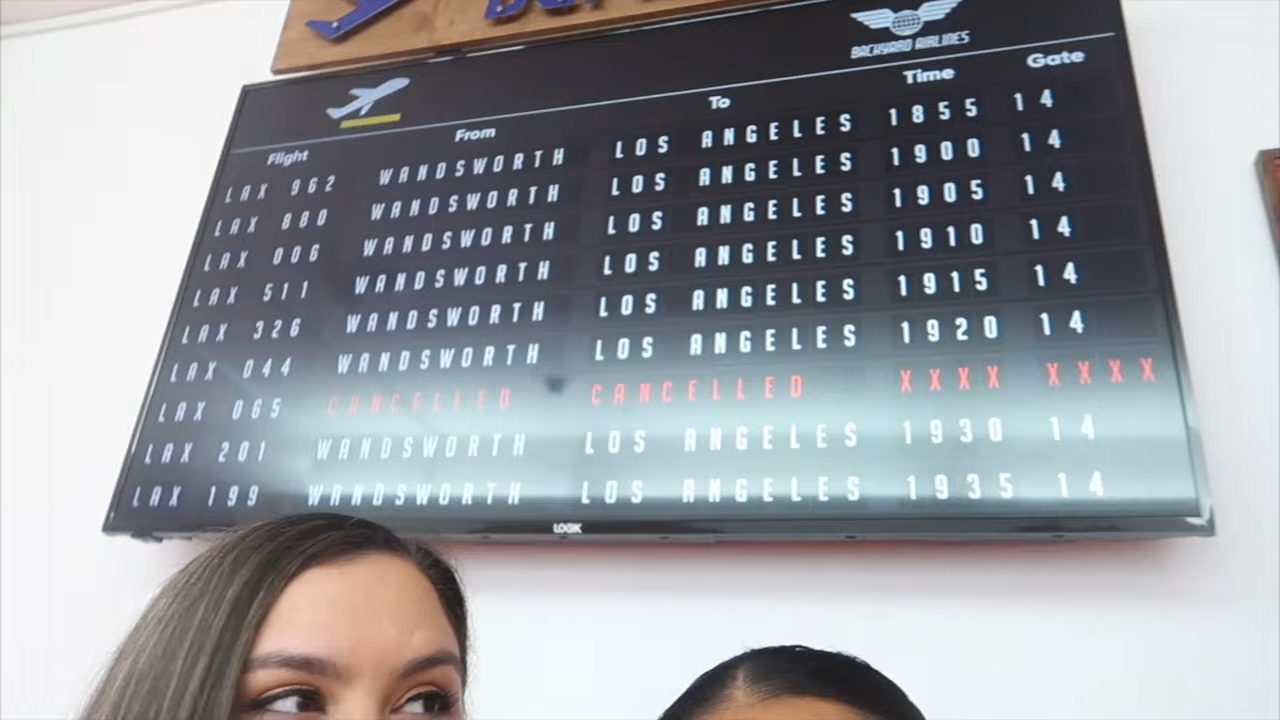 BACKYARD AIRLINES
Flight From To Time Gate
LAX 962 WANDSWORTH LOS ANGELES 1855 14
LAX 880 WANDSWORTH LOS ANGELES 1900 14
LAX 006 WANDSWORTH LOS ANGELES 1905 14
LAX 511 WANDSWORTH LOS ANGELES 1910 14
LAX 326 WANDSWORTH LOS ANGELES 1915 14
LAX 044 WANDSWORTH LOS ANGELES 1920 14
LAX 065 CANCELLED CANCELLED XXXX XXXX
LAX 201 WANDSWORTH LOS ANGELES 1930 14
LAX 199 WANDSWORTH LOS ANGELES 1935 14
LOGIK